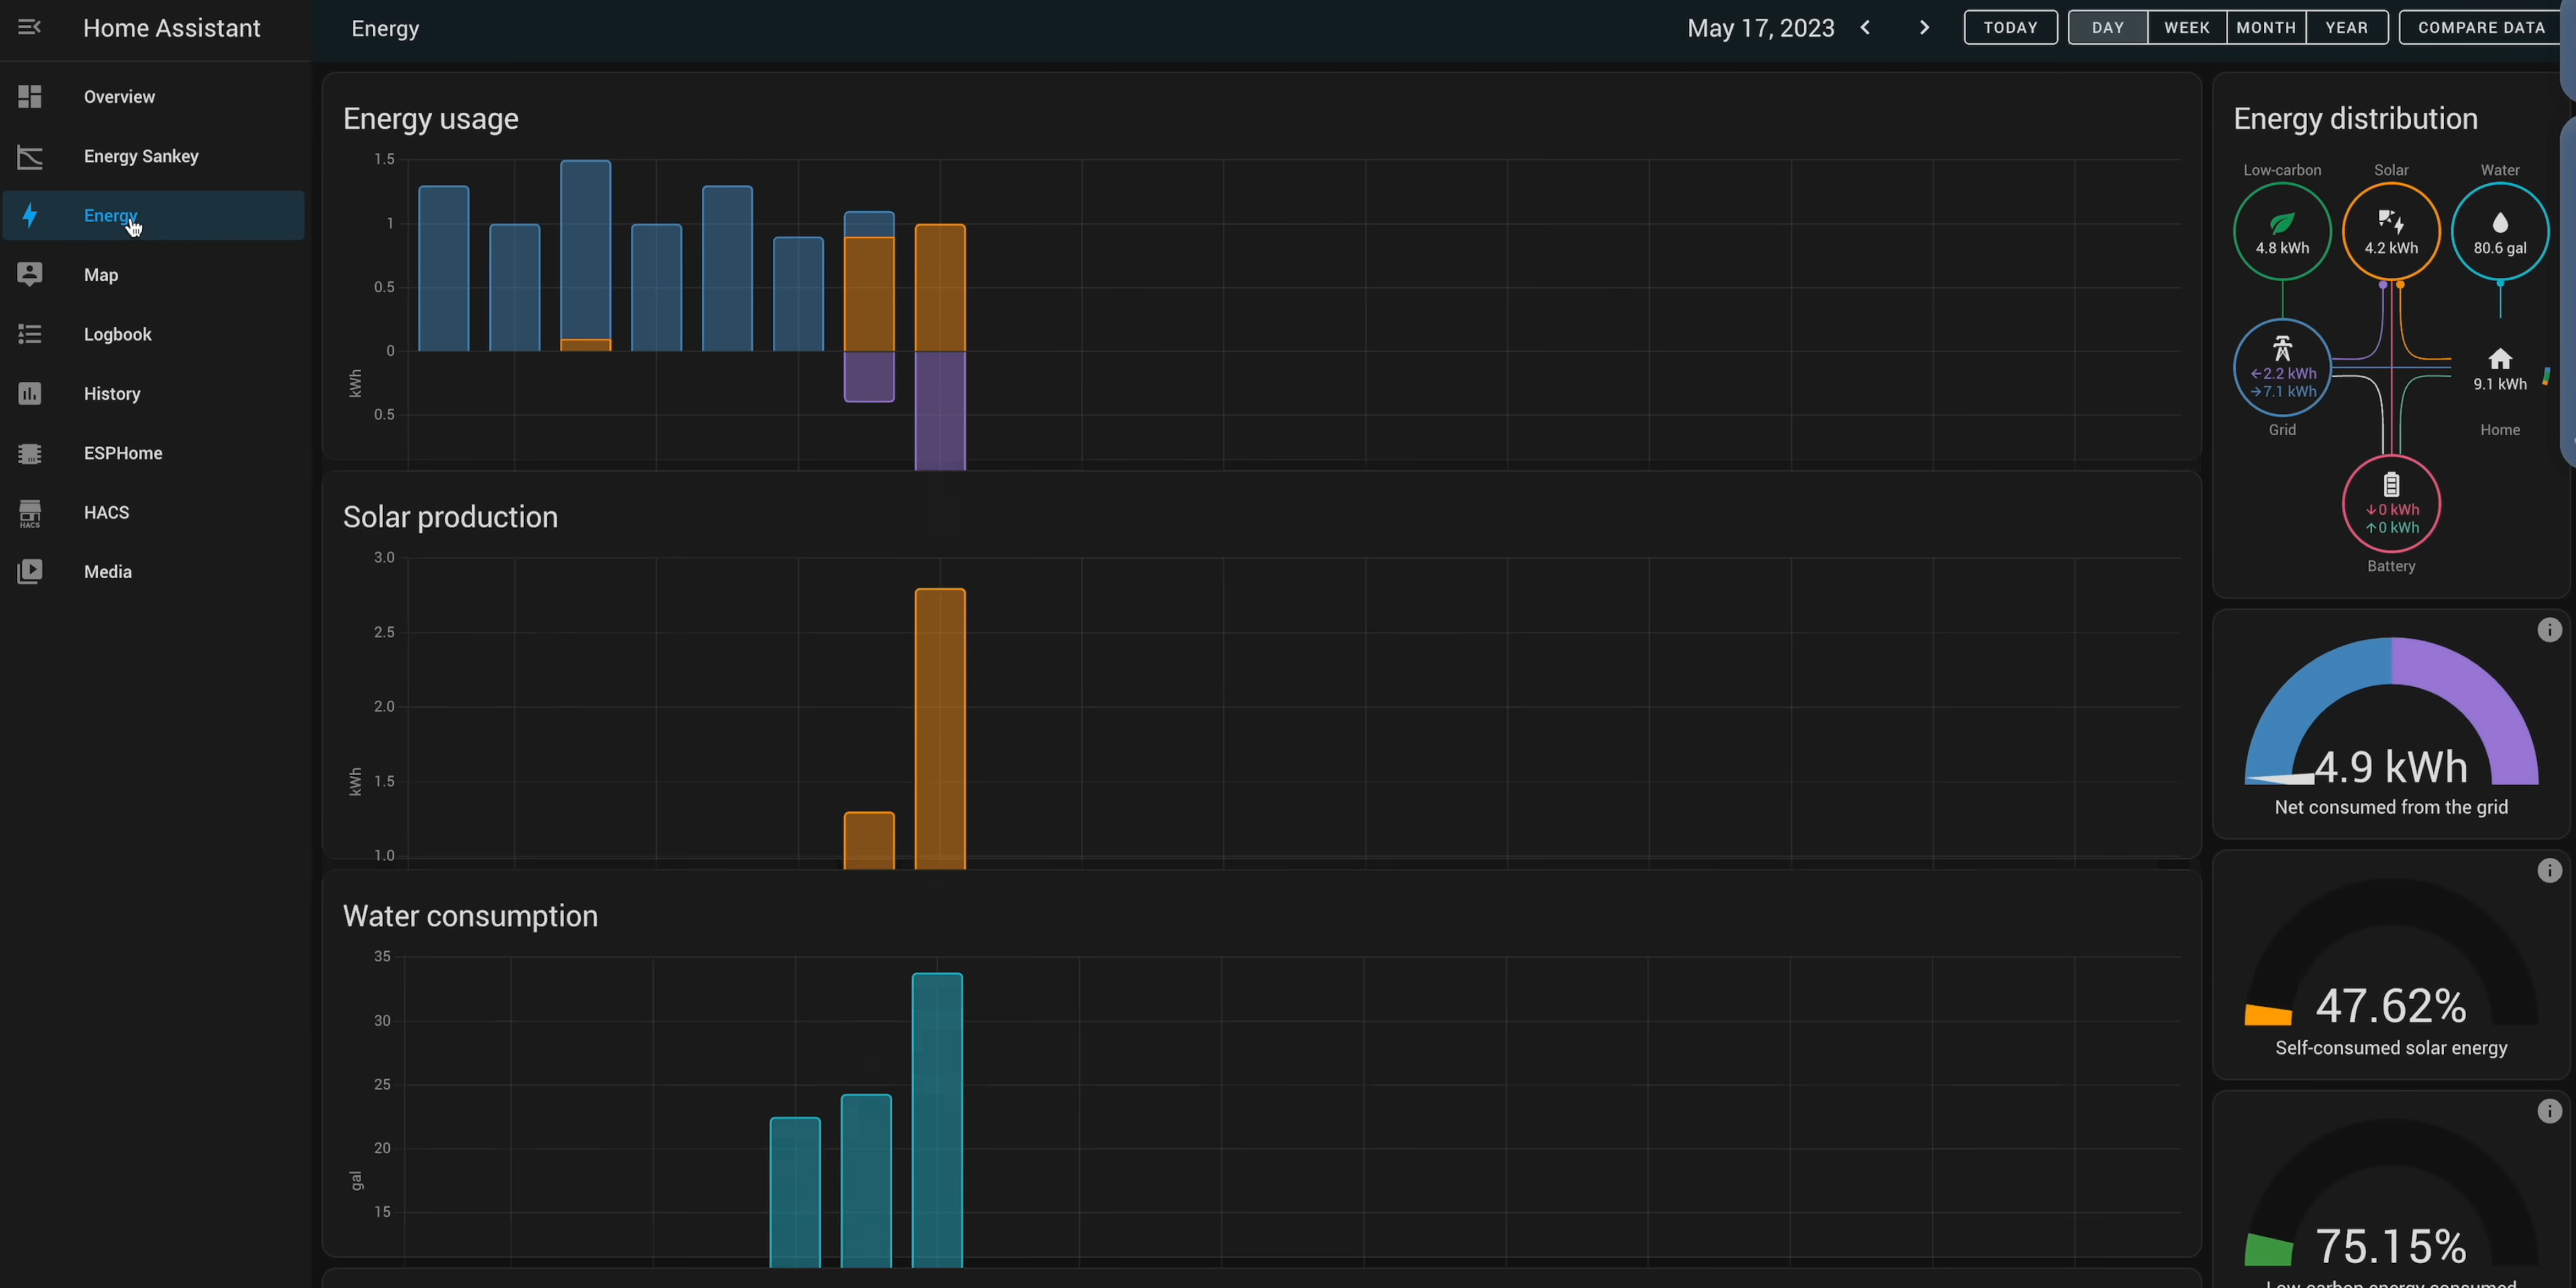 Home Assistant
Overview
Energy Sankey
Energy
Map
Logbook
History
ESPHome
HACS
HACS
Media
Energy
May 17, 2023
TODAY
DAY
WEEK
MONTH
YEAR
COMPARE DATA
Energy usage
1.5
1
0.5
0
0.5
kWh
Solar production
3.0
2.5
2.0
1.5
1.0
kWh
Water consumption
35
30
25
20
15
gal
Energy distribution
Low-carbon
Solar
Water
4.8 kWh
4.2 kWh
80.6 gal
←2.2 kWh
→7.1 kWh
9.1 kWh
Grid
Home
↓0 kWh
↑0 kWh
Battery
4.9 kWh
Net consumed from the grid
47.62%
Self-consumed solar energy
75.15%
Low-carbon energy consumed